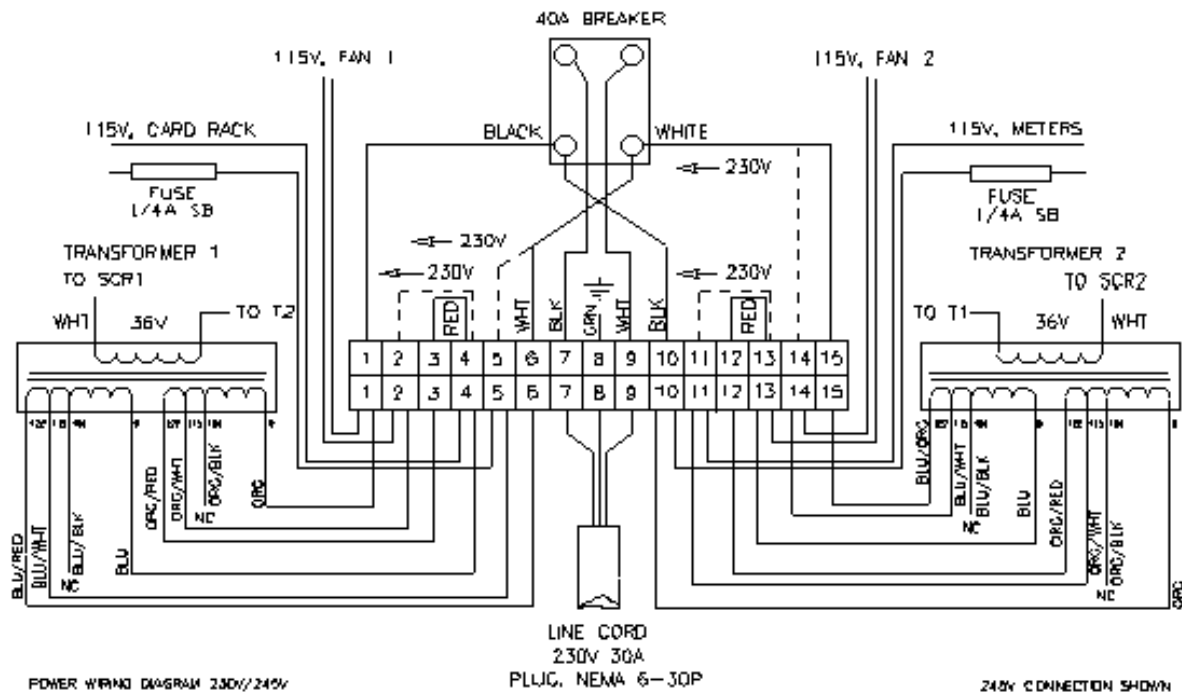 40A BREAKER
115V, FAN 1
115V, FAN 2
115V, CARD RACK
BLACK
WHITE
115V, METERS
230V
FUSE
1/4A SB
FUSE
1/4A SB
230V
TRANSFORMER 1
230V
230V
TRANSFORMER 2
TO SCR1
TO SCR2
WHT
36V
TO T2
RED
WHT
BLK
GRN
WHT
BLK
RED
TO T1
36V
WHT
1 2 3 4 5 6 7 8 9 10 11 12 13 14 15
1 2 3 4 5 6 7 8 9 10 11 12 13 14 15
BLU/RED
BLU/WHT
NC
BLU/BLK
BLU
ORG/RED
ORG/WHT
NC
ORG/BLK
ORG
BLU/ORG
BLU/WHT
NC
BLU/BLK
BLU
ORG/RED
ORG/WHT
NC
ORG/BLK
ORG
LINE CORD
230V 30A
PLUG, NEMA 6-30P
POWER WIRING DIAGRAM 230V/246V
CONNECTION SHOWN